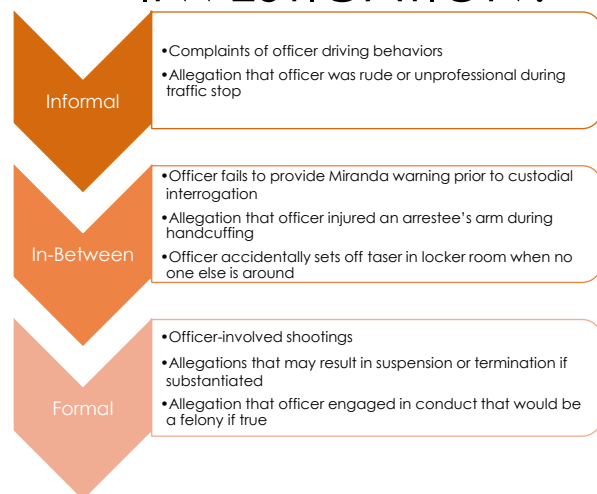 INVESTIGATION?
Informal
•Complaints of officer driving behaviors
•Allegation that officer was rude or unprofessional during
traffic stop
In-Between
•Officer fails to provide Miranda warning prior to custodial
interrogation
•Allegation that officer injured an arrestee’s arm during
handcuffing
•Officer accidentally sets off taser in locker room when no
one else is around
Formal
•Officer-involved shootings
•Allegations that may result in suspension or termination if
substantiated
•Allegation that officer engaged in conduct that would be
a felony if true